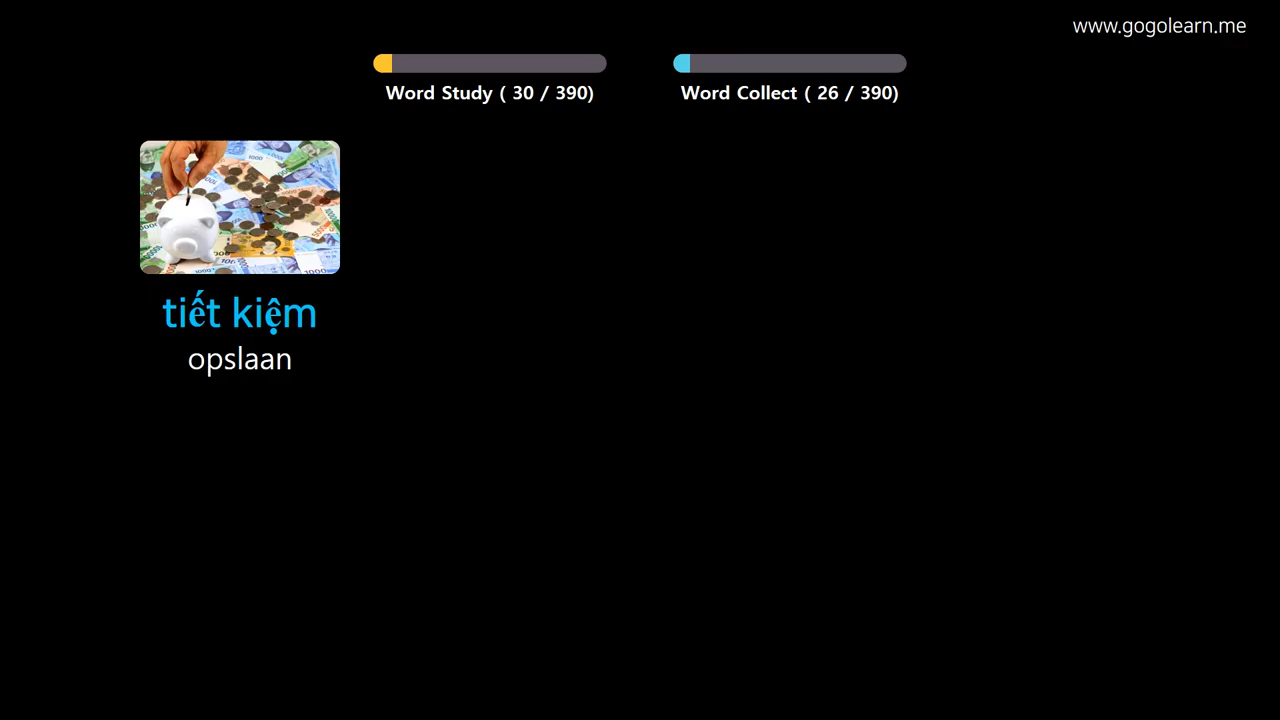 www.gogolearn.me
Word Study ( 30 / 390)
Word Collect ( 26 / 390)
tiết kiệm
opslaan